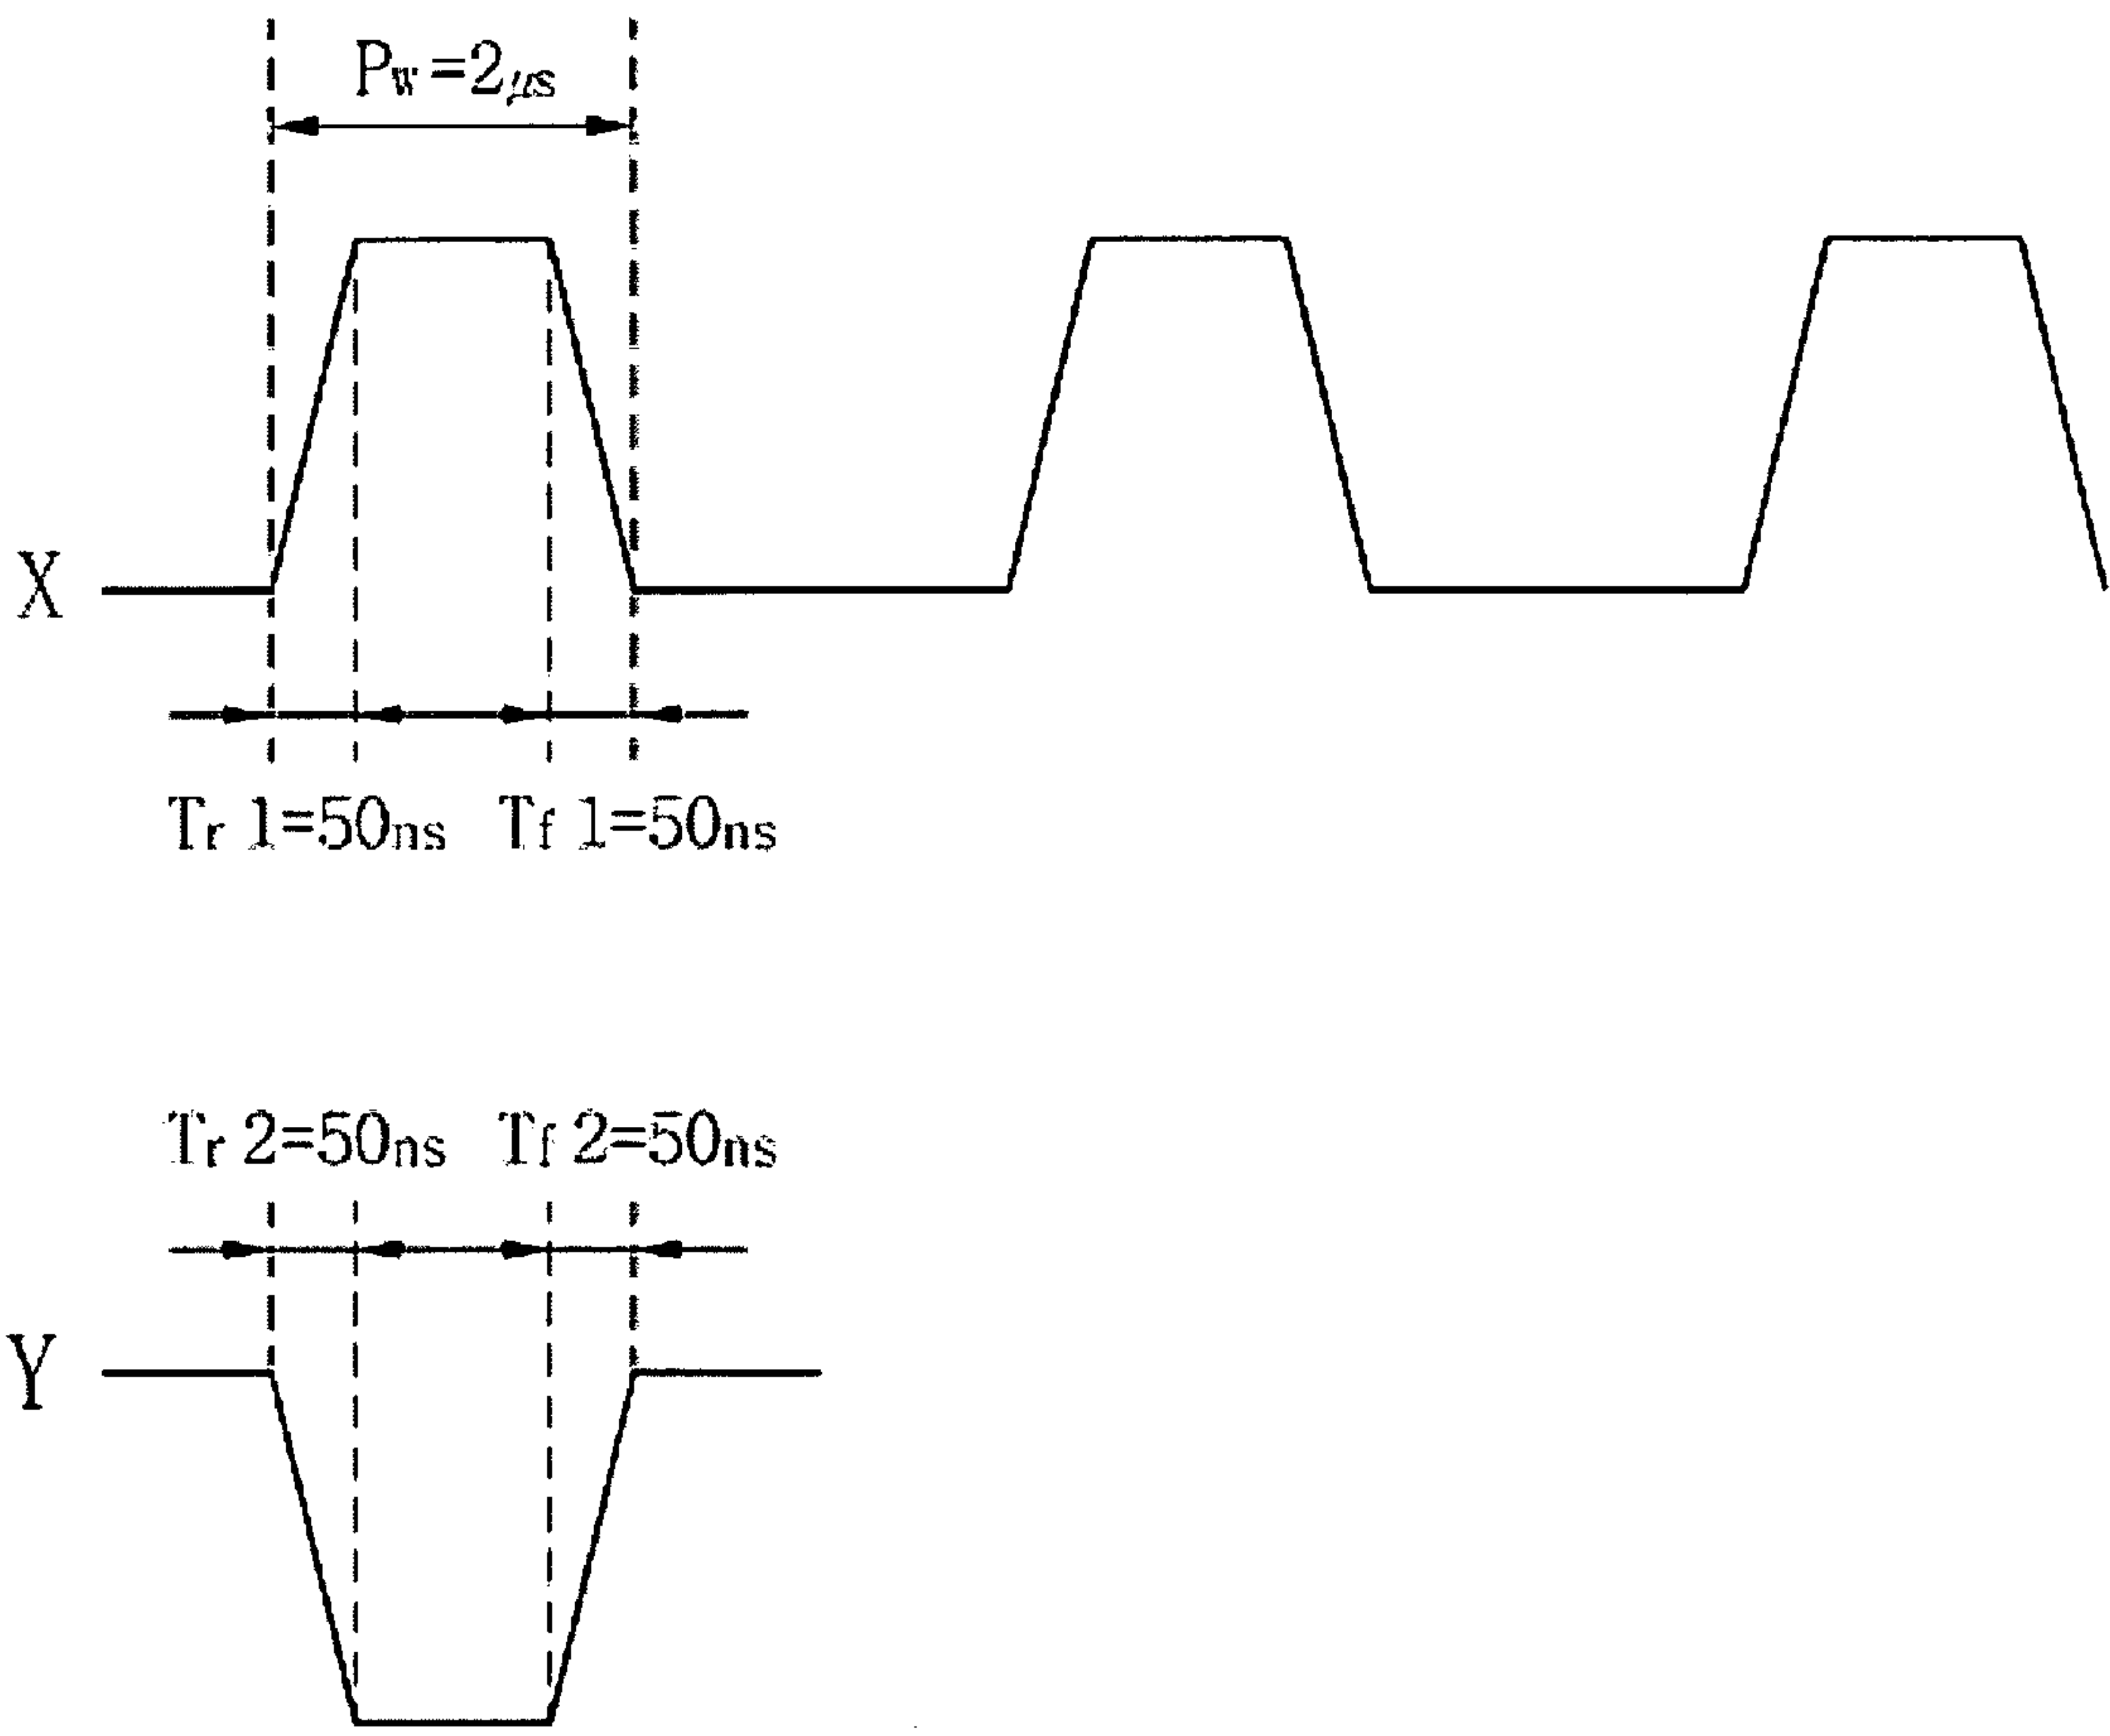 Pw=2μs
X
Tr 1=50ns Tf 1=50ns
Tr 2=50ns Tf 2=50ns
Y